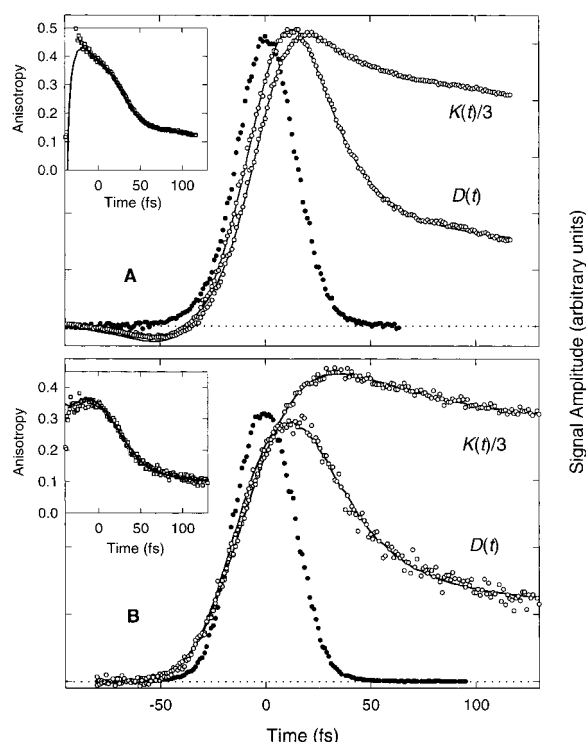 0.5
0.4
0.3
0.2
0.1
0.0
Anisotropy
0 50 100
Time (fs)
K(t)/3
D(t)
A
0.4
0.3
0.2
0.1
0.0
Anisotropy
0 50 100
Time (fs)
K(t)/3
D(t)
B
-50 0 50 100
Time (fs)
Signal Amplitude (arbitrary units)